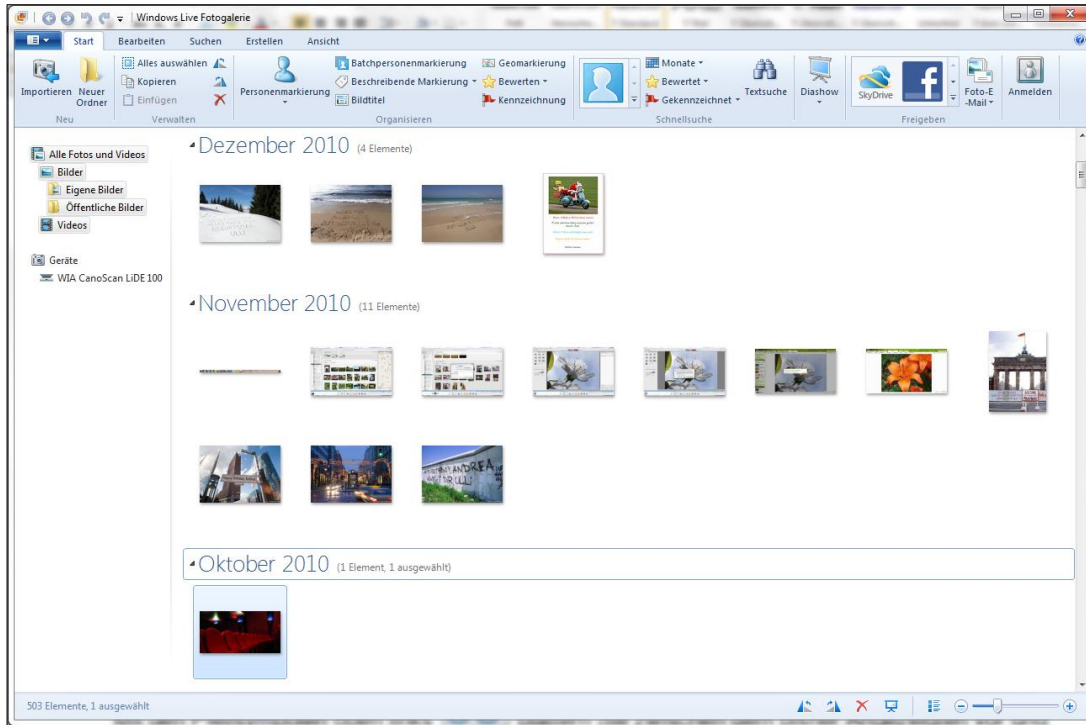 Windows Live Fotogalerie
Start Bearbeiten Suchen Erstellen Ansicht
Importieren
Neuer Ordner
Neu
Alles auswählen
Kopieren
Einfügen
Verwalten
Personenmarkierung
Batchpersonenmarkierung
Beschreibende Markierung
Bildtitel
Geomarkierung
Bewerten
Kennzeichnung
Organisieren
Monate
Bewertet
Gekennzeichnet
Textsuche
Schnellsuche
Diashow
SkyDrive
Foto-E
-Mail
Freigeben
Anmelden
Alle Fotos und Videos
Bilder
Eigene Bilder
Öffentliche Bilder
Videos
Geräte
WIA CanoScan LiDE 100
Dezember 2010 (4 Elemente)
November 2010 (11 Elemente)
ANDREA
Oktober 2010 (1 Element, 1 ausgewählt)
503 Elemente, 1 ausgewählt